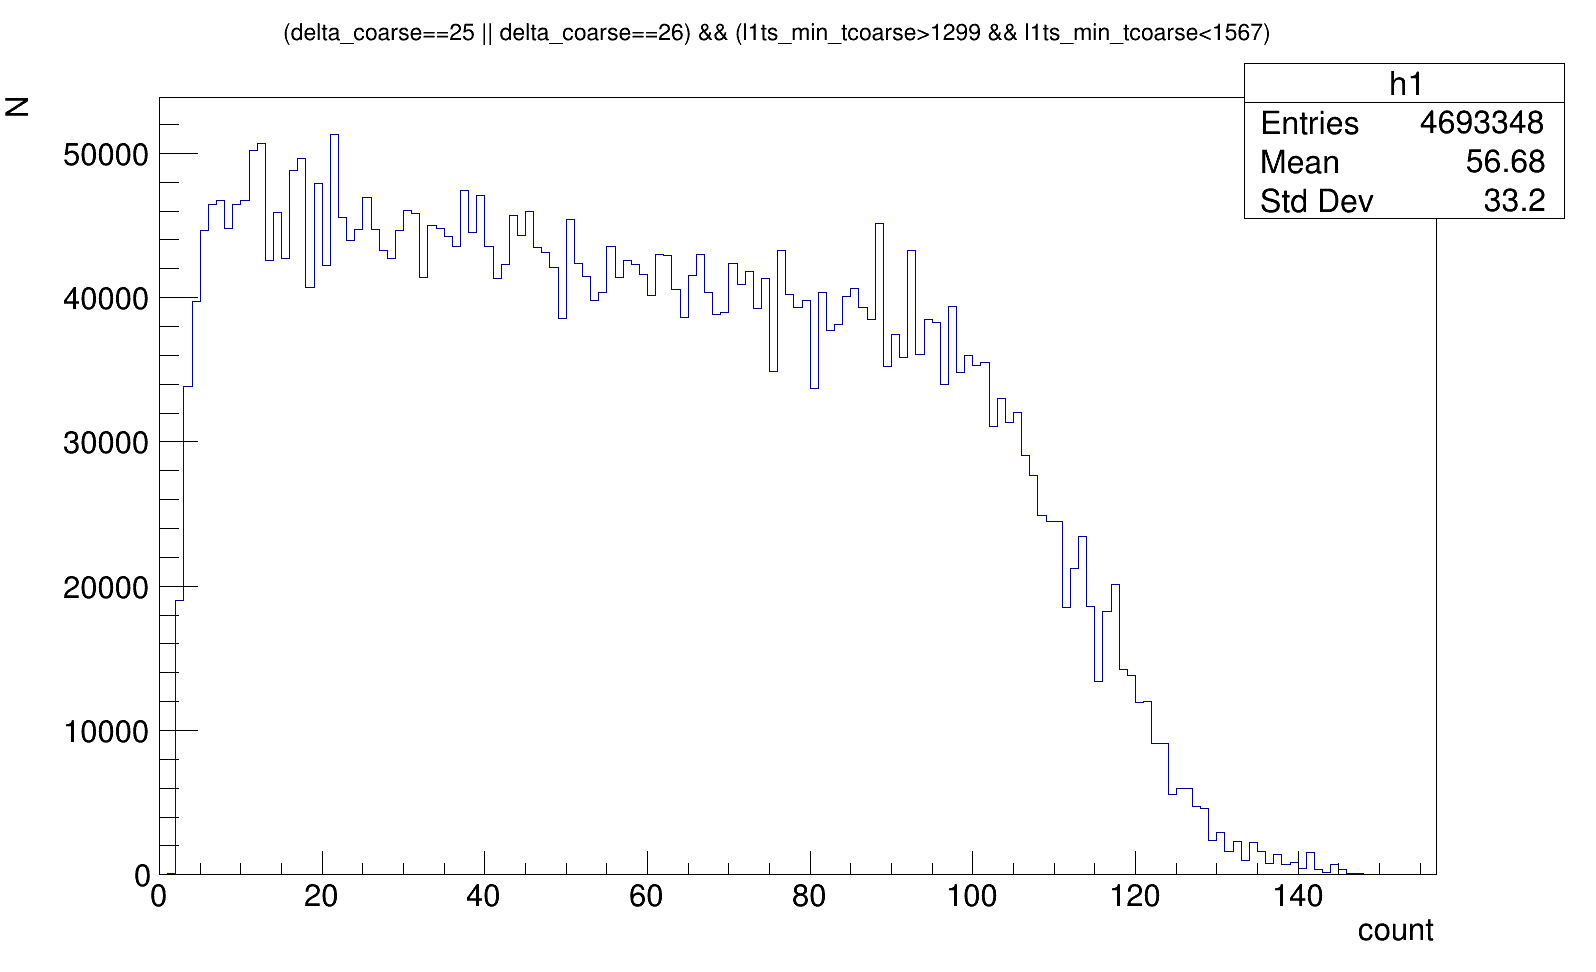 (delta_coarse==25 || delta_coarse==26) && (l1ts_min_tcoarse>1299 && l1ts_min_tcoarse<1567)
h1
Entries 4693348
Mean 56.68
Std Dev 33.2
N
50000
40000
30000
20000
10000
0
0 20 40 60 80 100 120 140
count